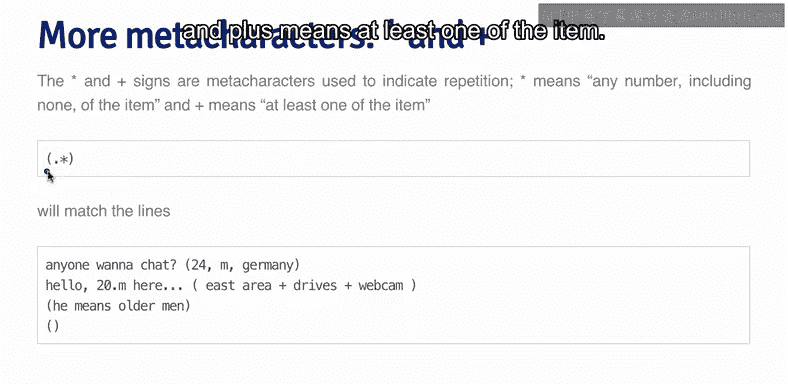 More metacharacters: * and +
and plus means at least one of the item.
The * and + signs are metacharacters used to indicate repetition; * means “any number, including
none, of the item” and + means “at least one of the item”
(.*)
will match the lines
anyone wanna chat? (24, m, germany)
hello, 20.m here... ( east area + drives + webcam )
(he means older men)
()